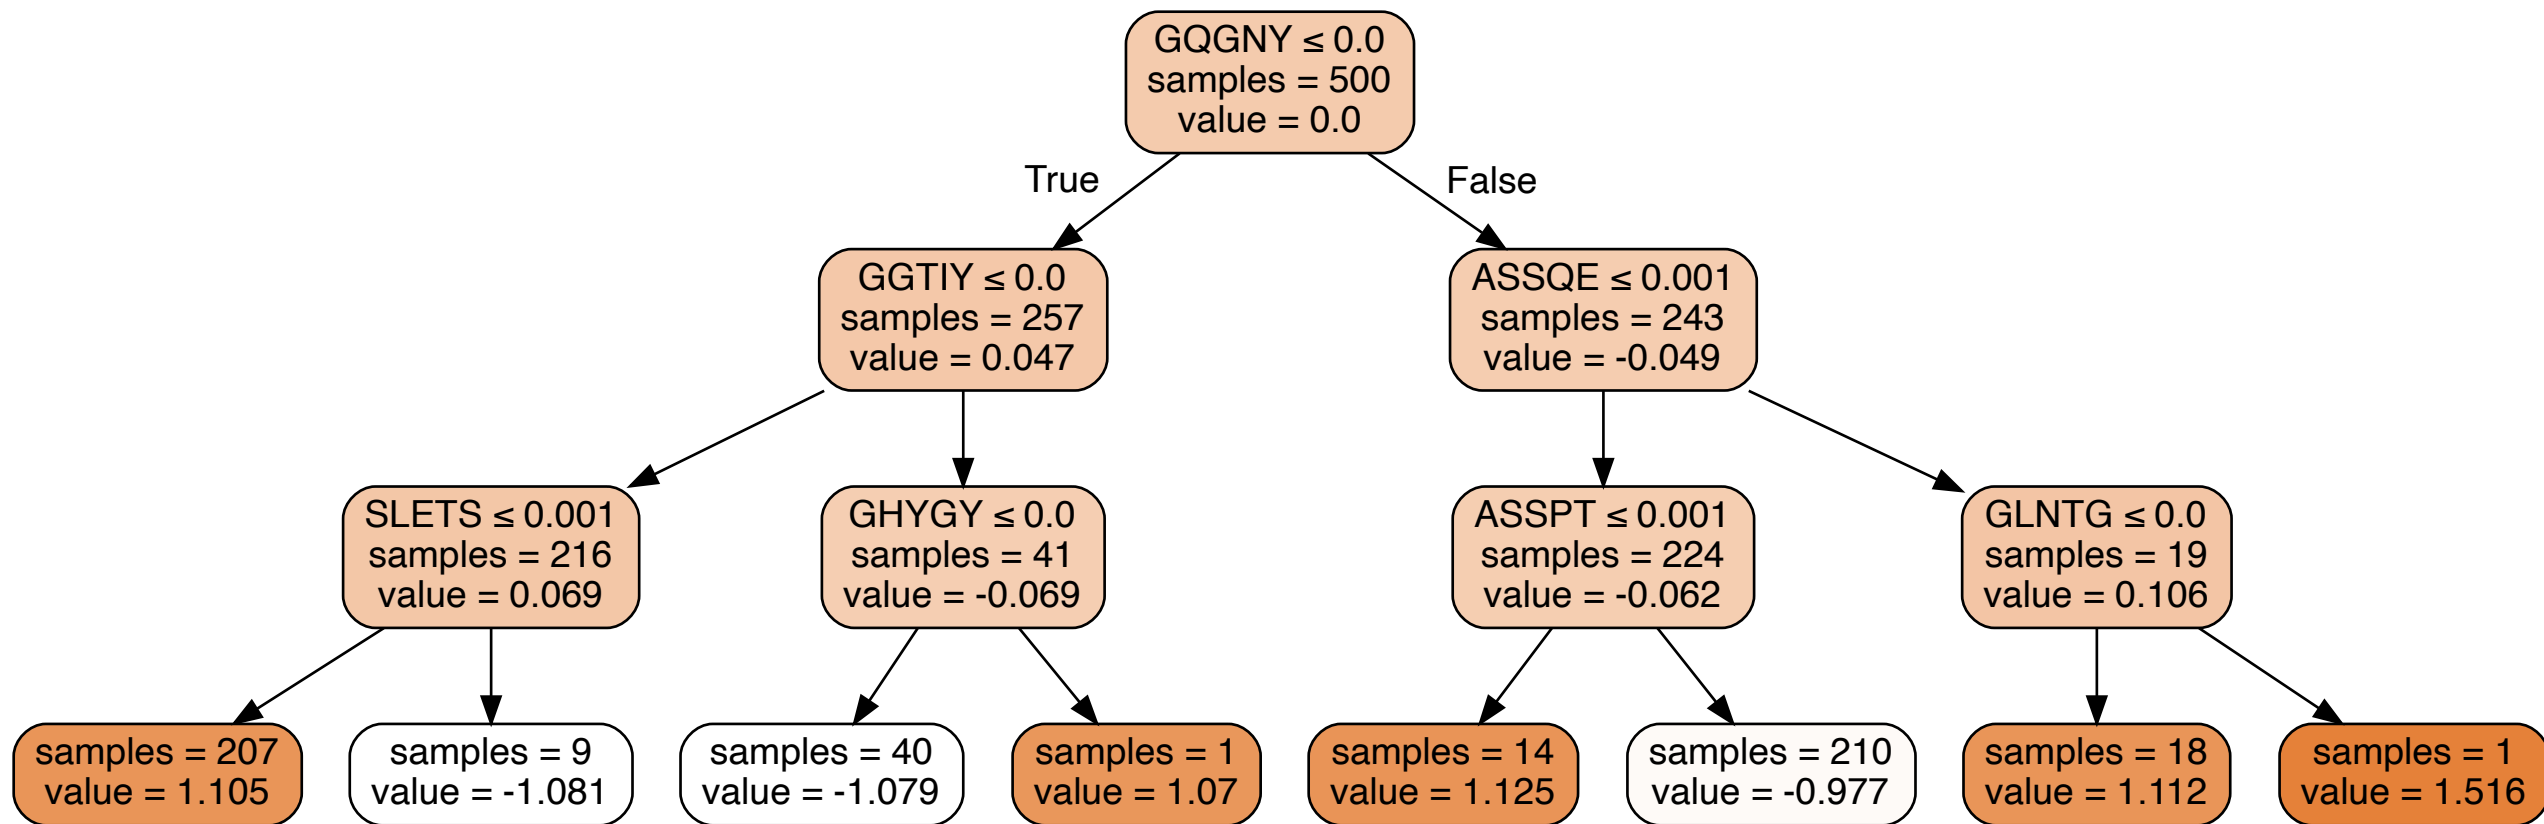 GQGNY ≤ 0.0
samples = 500
value = 0.0
True
False
GGTIY ≤ 0.0
samples = 257
value = 0.047
ASSQE ≤ 0.001
samples = 243
value = -0.049
SLETS ≤ 0.001
samples = 216
value = 0.069
GHYGY ≤ 0.0
samples = 41
value = -0.069
ASSPT ≤ 0.001
samples = 224
value = -0.062
GLNTG ≤ 0.0
samples = 19
value = 0.106
samples = 207
value = 1.105
samples = 9
value = -1.081
samples = 40
value = -1.079
samples = 1
value = 1.07
samples = 14
value = 1.125
samples = 210
value = -0.977
samples = 18
value = 1.112
samples = 1
value = 1.516